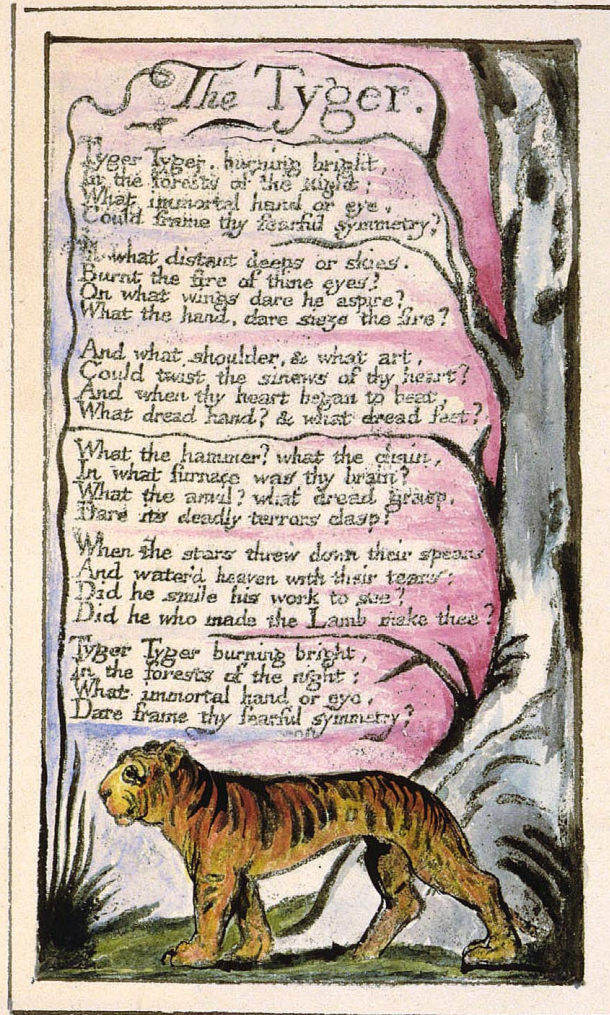 The Tyger.
Tyger Tyger. burning bright,
In the forests of the night:
What immortal hand or eye,
Could frame thy fearful symmetry?
In what distant deeps or skies.
Burnt the fire of thine eyes?
On what wings dare he aspire?
What the hand, dare sieze the fire?
And what shoulder, & what art,
Could twist the sinews of thy heart?
And when thy heart began to beat,
What dread hand? & what dread feet?
What the hammer? what the chain,
In what furnace was thy brain?
What the anvil? what dread grasp,
Dare its deadly terrors clasp?
When the stars threw down their spears
And water'd heaven with their tears:
Did he smile his work to see?
Did he who made the Lamb make thee?
Tyger Tyger burning bright,
In the forests of the night:
What immortal hand or eye,
Dare frame thy fearful symmetry?